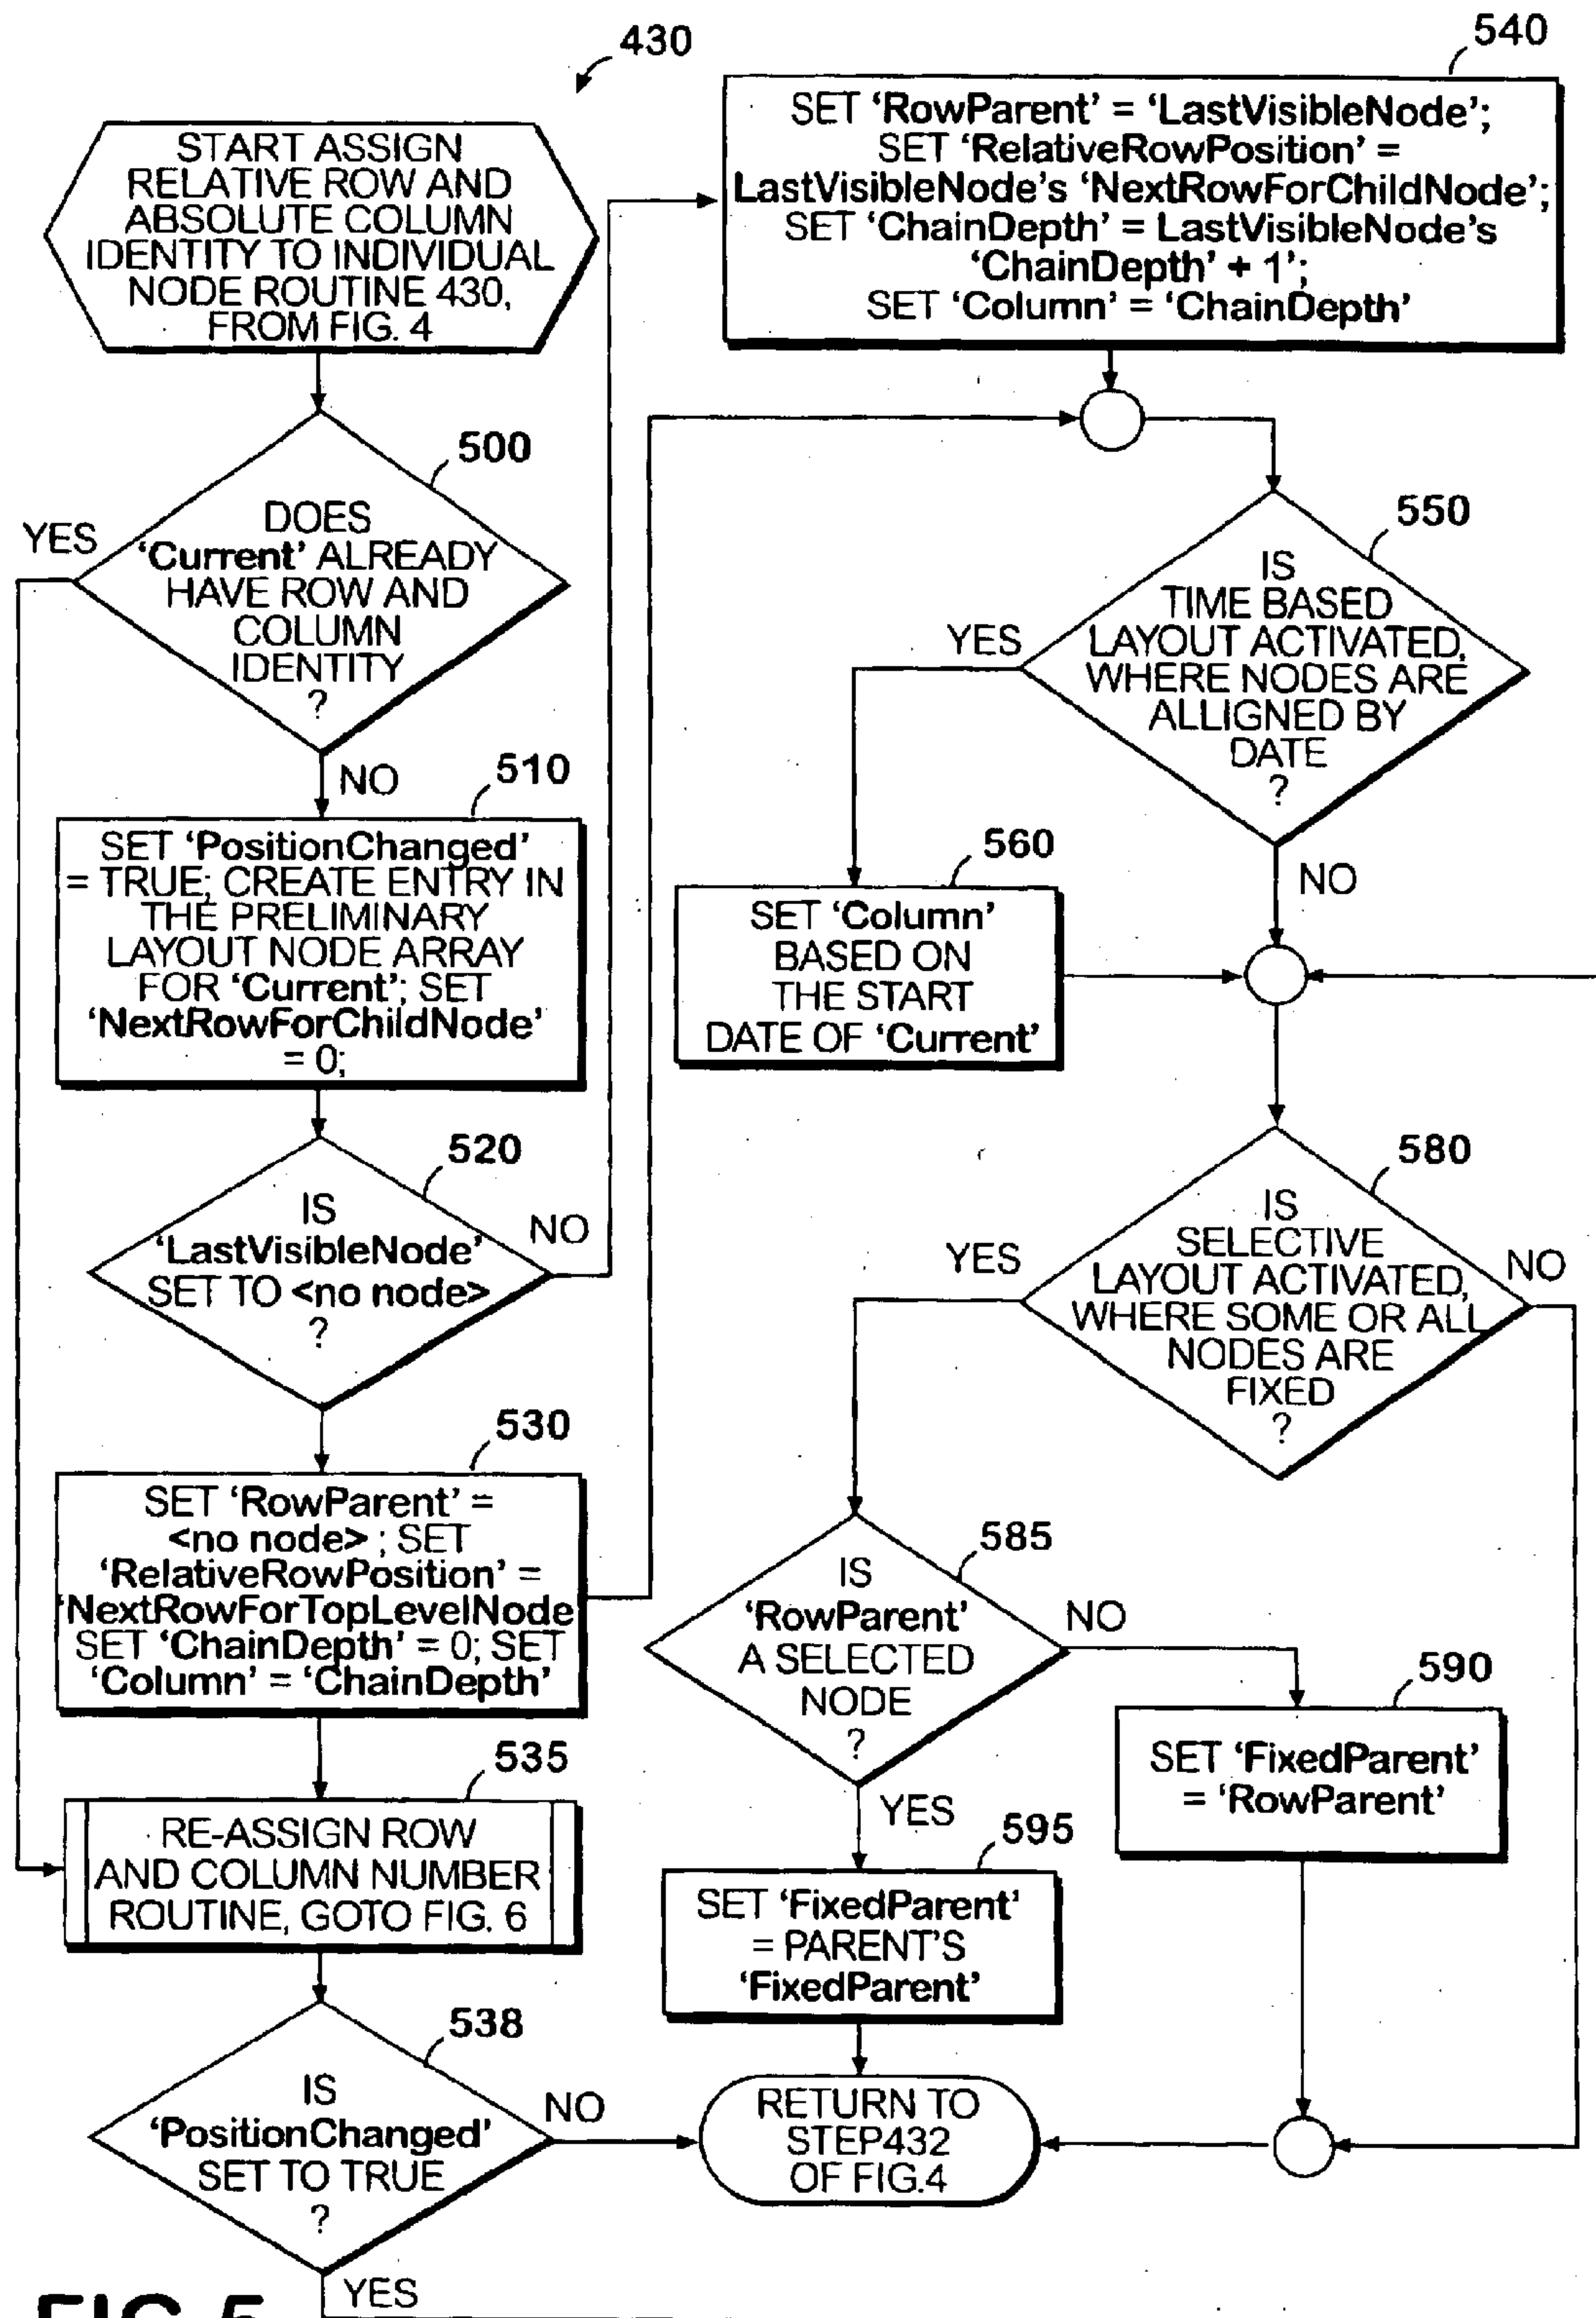 430
START ASSIGN
RELATIVE ROW AND
ABSOLUTE COLUMN
IDENTITY TO INDIVIDUAL
NODE ROUTINE 430,
FROM FIG. 4
500
YES
DOES
‘Current’ ALREADY
HAVE ROW AND
COLUMN
IDENTITY
?
NO
510
SET ‘PositionChanged’
= TRUE; CREATE ENTRY IN
THE PRELIMINARY
LAYOUT NODE ARRAY
FOR ‘Current’; SET
‘NextRowForChildNode’
= 0;
520
IS
‘LastVisibleNode’
SET TO <no node>
?
NO
530
SET ‘RowParent’ =
<no node> ; SET
‘RelativeRowPosition’ =
‘NextRowForTopLevelNode
SET ‘ChainDepth’ = 0; SET
‘Column’ = ‘ChainDepth’
535
RE-ASSIGN ROW
AND COLUMN NUMBER
ROUTINE, GOTO FIG. 6
538
IS
‘PositionChanged’
SET TO TRUE
?
NO
YES
540
SET ‘RowParent’ = ‘LastVisibleNode’;
SET ‘RelativeRowPosition’ =
LastVisibleNode's ‘NextRowForChildNode’;
SET ‘ChainDepth’ = LastVisibleNode's
‘ChainDepth’ + 1’;
SET ‘Column’ = ‘ChainDepth’
550
IS
TIME BASED
LAYOUT ACTIVATED,
WHERE NODES ARE
ALLIGNED BY
DATE
?
YES
NO
560
SET ‘Column’
BASED ON
THE START
DATE OF ‘Current’
580
IS
SELECTIVE
LAYOUT ACTIVATED,
WHERE SOME OR ALL
NODES ARE
FIXED
?
YES
NO
585
IS
‘RowParent’
A SELECTED
NODE
?
NO
YES
590
SET ‘FixedParent’
= ‘RowParent’
595
SET ‘FixedParent’
= PARENT'S
‘FixedParent’
RETURN TO
STEP432
OF FIG.4
FIG.5